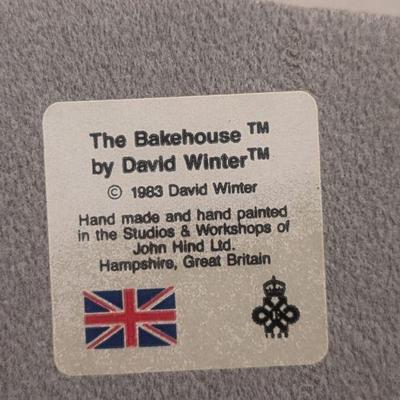 The Bakehouse ™
by David Winter™
© 1983 David Winter
Hand made and hand painted
in the Studios & Workshops of
John Hind Ltd.
Hampshire, Great Britain